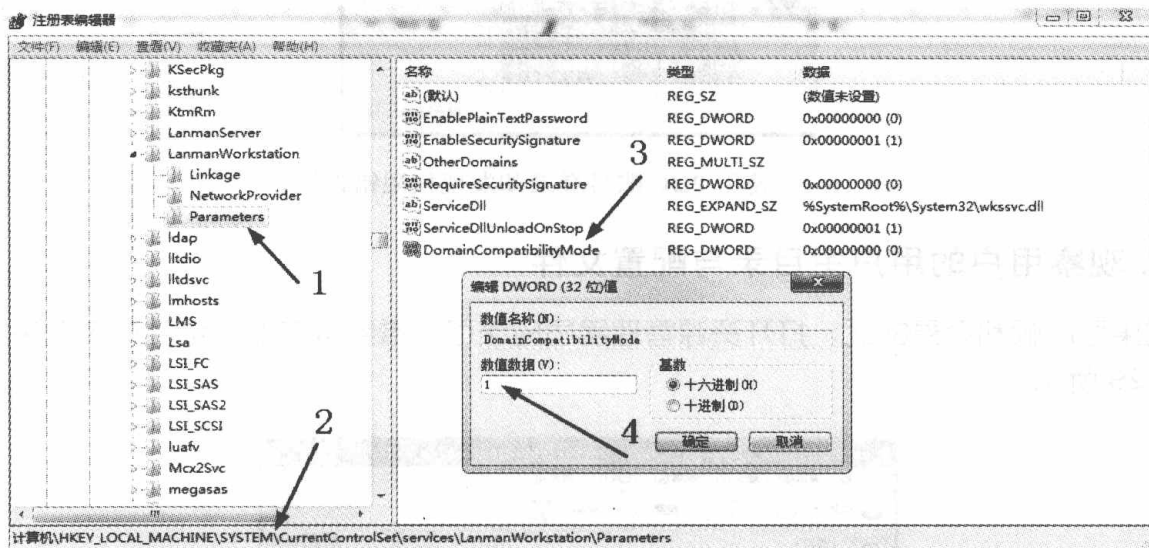 注册表编辑器
文件(F) 编辑(E) 查看(V) 收藏夹(A) 帮助(H)
KSecPkg
ksthunk
KtmRm
LanmanServer
LanmanWorkstation
Linkage
NetworkProvider
Parameters
ldap
lltdio
lltdsvc
lmhosts
LMS
Lsa
LSI_FC
LSI_SAS
LSI_SAS2
LSI_SCSI
luafv
Mcx2Svc
megasas
1
2
名称 类型 数据
(默认) REG_SZ (数值未设置)
EnablePlainTextPassword REG_DWORD 0x00000000 (0)
EnableSecuritySignature REG_DWORD 0x00000001 (1)
OtherDomains REG_MULTI_SZ
RequireSecuritySignature REG_DWORD 0x00000000 (0)
ServiceDll REG_EXPAND_SZ %SystemRoot%\System32\wkssvc.dll
ServiceDllUnloadOnStop REG_DWORD 0x00000001 (1)
DomainCompatibilityMode REG_DWORD 0x00000000 (0)
3
编辑 DWORD (32 位)值
数值名称(N):
DomainCompatibilityMode
数值数据(V):
1
基数
十六进制(H)
十进制(D)
4
确定 取消
计算机\HKEY_LOCAL_MACHINE\SYSTEM\CurrentControlSet\services\LanmanWorkstation\Parameters